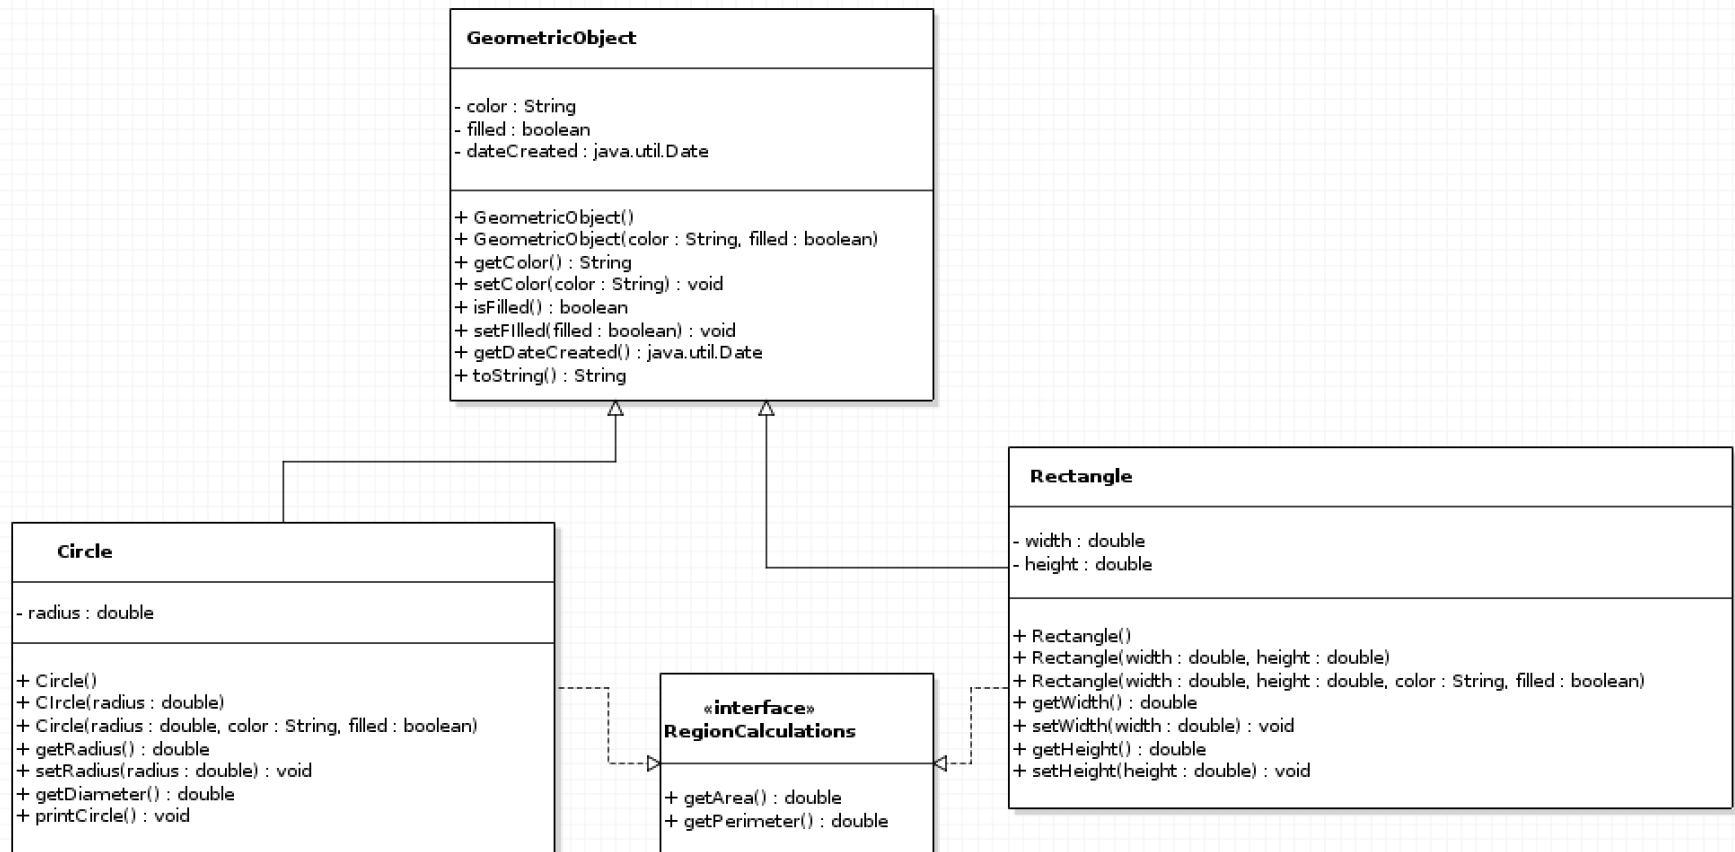 GeometricObject
- color : String
- filled : boolean
- dateCreated : java.util.Date
+ GeometricObject()
+ GeometricObject(color : String, filled : boolean)
+ getColor() : String
+ setColor(color : String) : void
+ isFilled() : boolean
+ setFIlled(filled : boolean) : void
+ getDateCreated() : java.util.Date
+ toString() : String
Circle
- radius : double
+ Circle()
+ CIrcle(radius : double)
+ Circle(radius : double, color : String, filled : boolean)
+ getRadius() : double
+ setRadius(radius : double) : void
+ getDiameter() : double
+ printCircle() : void
«interface»
RegionCalculations
+ getArea() : double
+ getPerimeter() : double
Rectangle
- width : double
- height : double
+ Rectangle()
+ Rectangle(width : double, height : double)
+ Rectangle(width : double, height : double, color : String, filled : boolean)
+ getWidth() : double
+ setWidth(width : double) : void
+ getHeight() : double
+ setHeight(height : double) : void